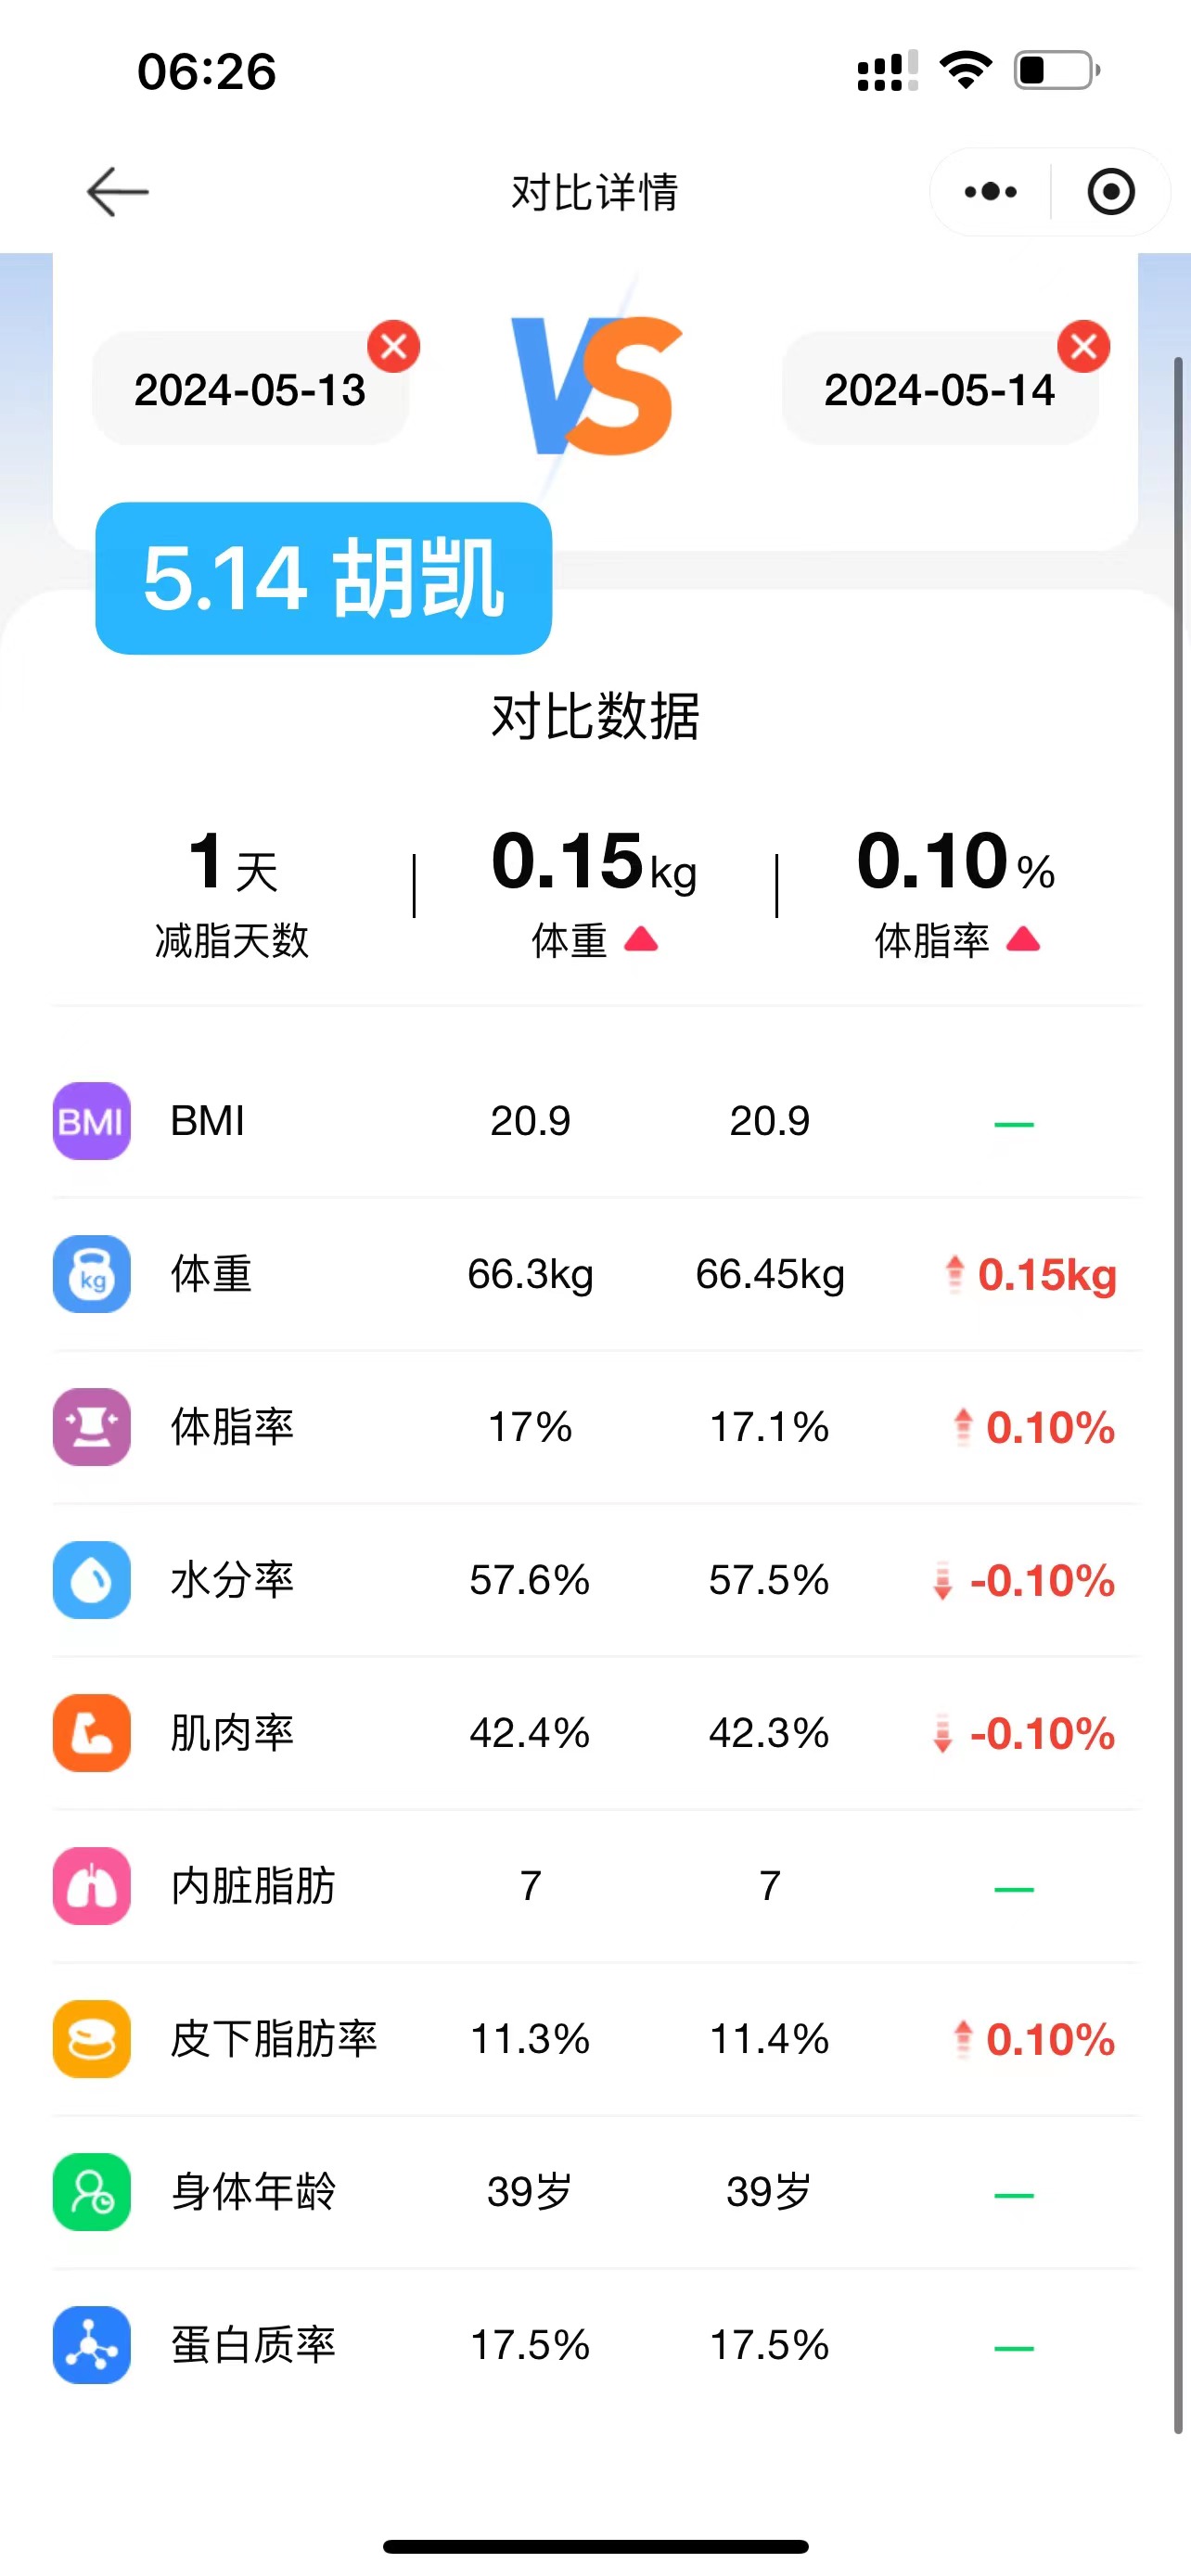 06:26
对比详情
2024-05-13 VS 2024-05-14
5.14 胡凯
对比数据
1天 0.15kg 0.10%
减脂天数 体重 体脂率
BMI BMI 20.9 20.9 —
kg 体重 66.3kg 66.45kg 0.15kg
体脂率 17% 17.1% 0.10%
水分率 57.6% 57.5% -0.10%
肌肉率 42.4% 42.3% -0.10%
内脏脂肪 7 7 —
皮下脂肪率 11.3% 11.4% 0.10%
身体年龄 39岁 39岁 —
蛋白质率 17.5% 17.5% —